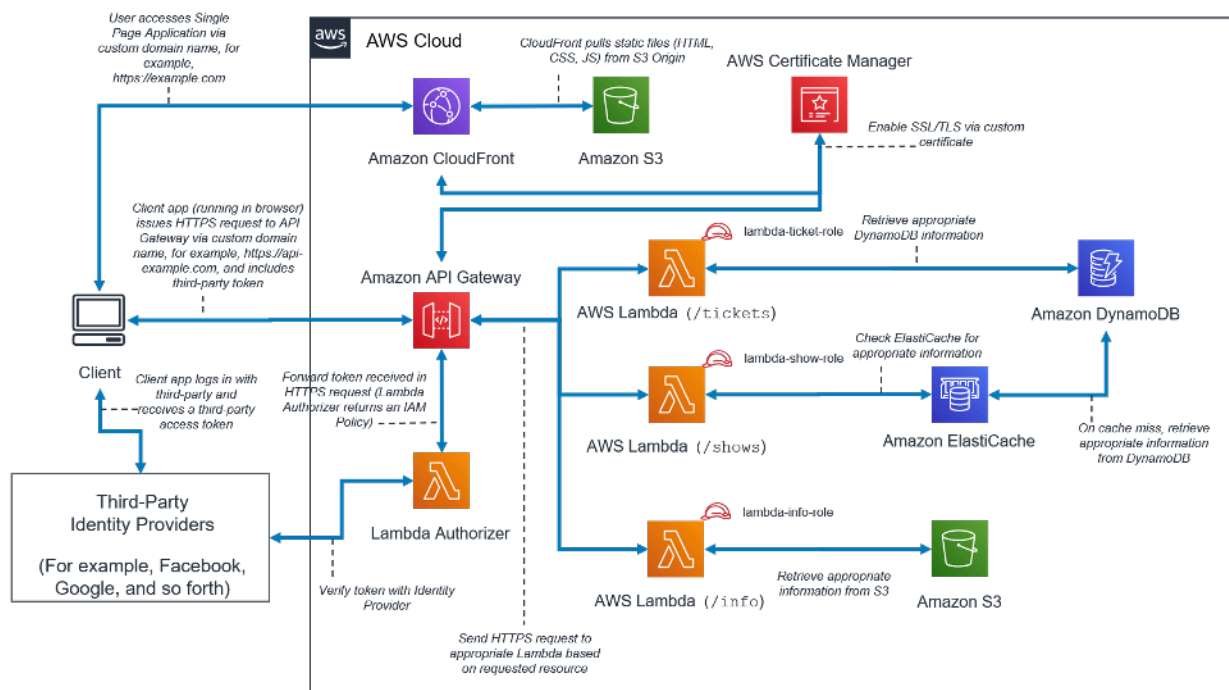 User accesses Single
Page Application via
custom domain name, for
example,
https://example.com
aws
AWS Cloud
CloudFront pulls static files (HTML,
CSS, JS) from S3 Origin
AWS Certificate Manager
Enable SSL/TLS via custom
certificate
Amazon CloudFront
Amazon S3
Client app (running in browser)
issues HTTPS request to API
Gateway via custom domain
name, for example, https://api-
example.com, and includes
third-party token
Amazon API Gateway
lambda-ticket-role
Retrieve appropriate
DynamoDB information
AWS Lambda (/tickets)
Amazon DynamoDB
Client
Client app logs in with
third-party and
receives a third-party
access token
Forward token received in
HTTPS request (Lambda
Authorizer returns an IAM
Policy)
lambda-show-role
Check ElastiCache for
appropriate information
AWS Lambda (/shows)
Amazon ElastiCache
On cache miss, retrieve
appropriate information
from DynamoDB
Third-Party
Identity Providers
(For example, Facebook,
Google, and so forth)
Lambda Authorizer
Verify token with Identity
Provider
lambda-info-role
AWS Lambda (/info)
Retrieve appropriate
information from S3
Amazon S3
Send HTTPS request to
appropriate Lambda based
on requested resource